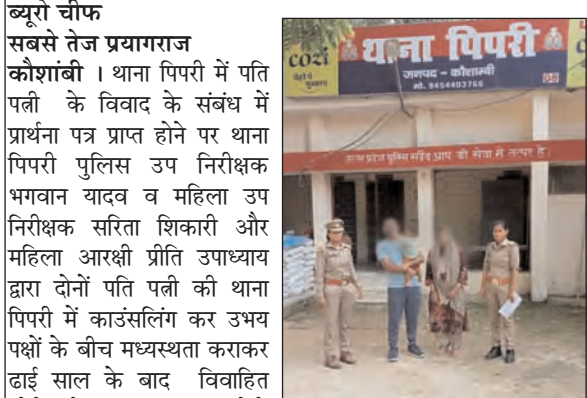 ब्यूरो चीफ
सबसे तेज प्रयागराज
कौशांबी । थाना पिपरी में पति
पत्नी के विवाद के संबंध में
प्रार्थना पत्र प्राप्त होने पर थाना
पिपरी पुलिस उप निरीक्षक
भगवान यादव व महिला उप
निरीक्षक सरिता शिकारी और
महिला आरक्षी प्रीति उपाध्याय
द्वारा दोनों पति पत्नी की थाना
पिपरी में काउंसलिंग कर उभय
पक्षों के बीच मध्यस्थता कराकर
ढाई साल के बाद विवाहित
थाना पिपरी
जनपद - कौशाम्बी
मो. 9454403766
उत्तर प्रदेश पुलिस सदैव आप की सेवा में तत्पर है।